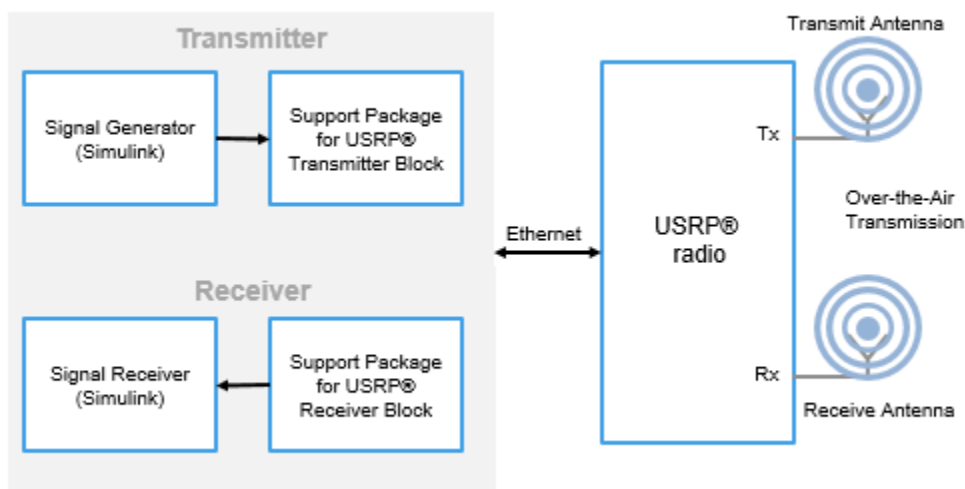 Transmitter
Signal Generator
(Simulink)
Support Package
for USRP®
Transmitter Block
Receiver
Signal Receiver
(Simulink)
Support Package
for USRP®
Receiver Block
Ethernet
USRP®
radio
Tx
Rx
Transmit Antenna
Over-the-Air
Transmission
Receive Antenna